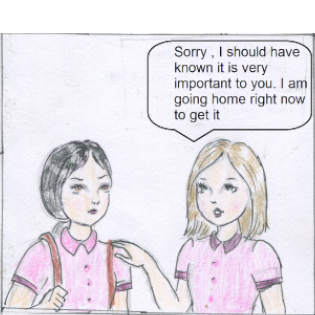 Sorry , I should have
known it is very
important to you. I am
going home right now
to get it